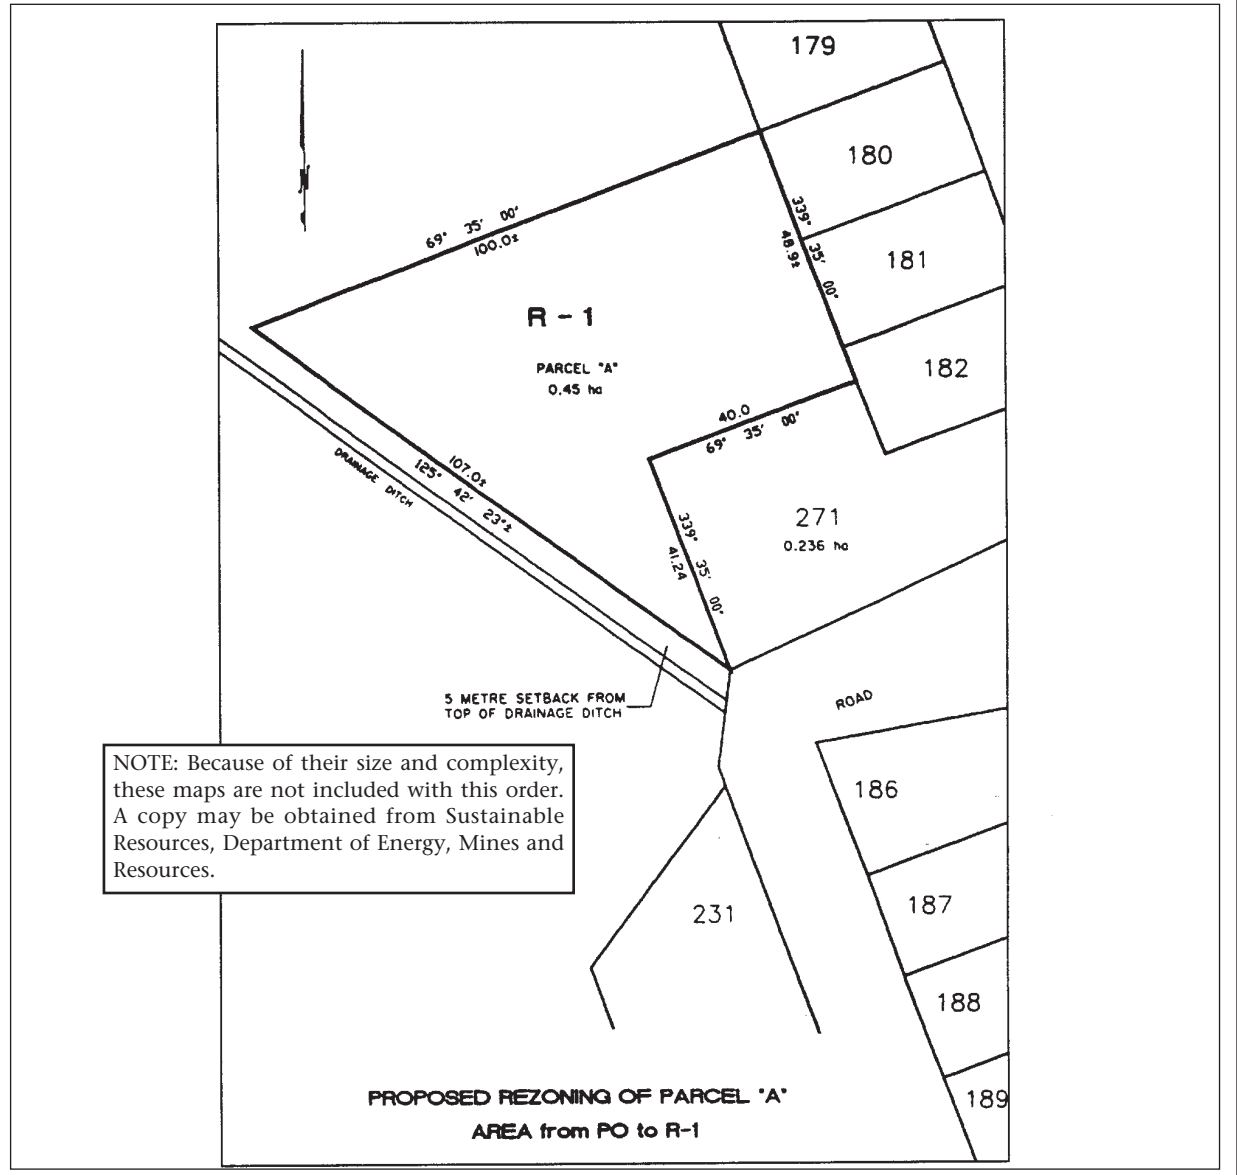 179
180
N
339° 35' 00"
48.9±
69° 35' 00"
100.0±
181
R - 1
PARCEL "A"
0.45 ha
182
40.0
69° 35' 00"
107.0±
125° 42' 23"±
DRAINAGE DITCH
339° 35' 00"
41.24
271
0.236 ha
5 METRE SETBACK FROM
TOP OF DRAINAGE DITCH
ROAD
NOTE: Because of their size and complexity,
these maps are not included with this order.
A copy may be obtained from Sustainable
Resources, Department of Energy, Mines and
Resources.
186
187
231
188
189
PROPOSED REZONING OF PARCEL "A"
AREA from PO to R-1